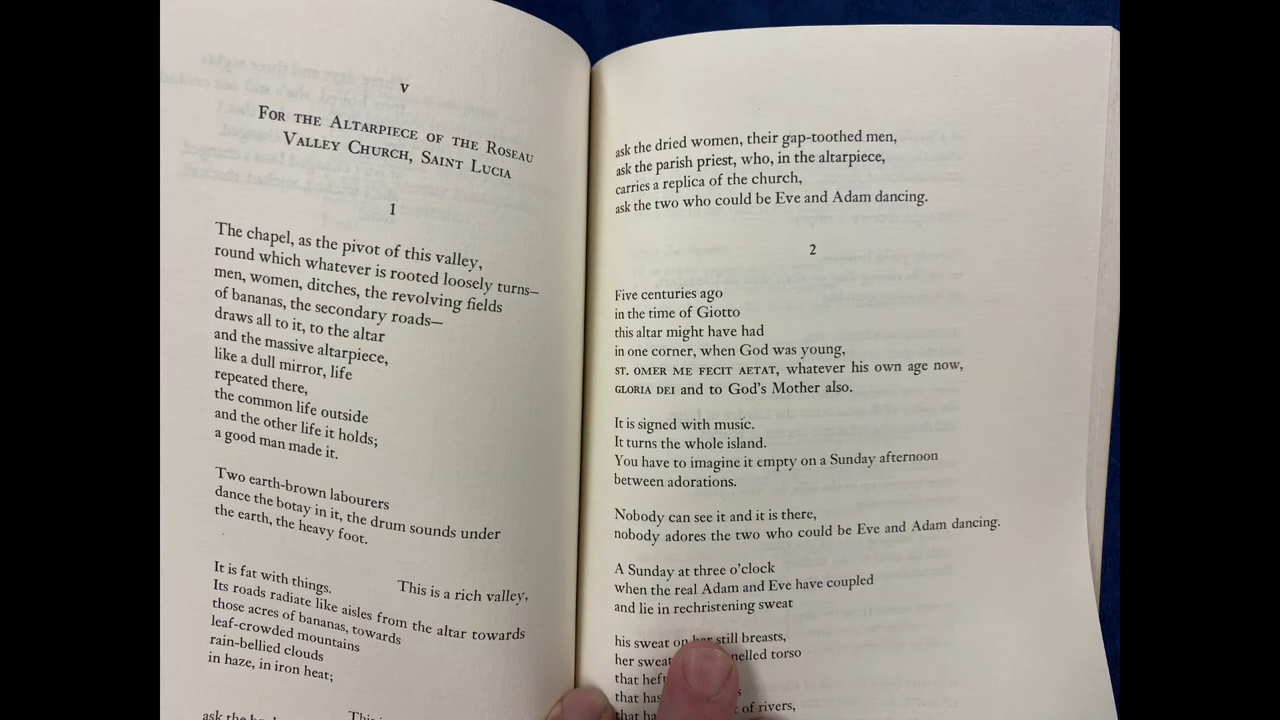 V
FOR THE ALTARPIECE OF THE ROSEAU
VALLEY CHURCH, SAINT LUCIA
1
The chapel, as the pivot of this valley,
round which whatever is rooted loosely turns—
men, women, ditches, the revolving fields
of bananas, the secondary roads—
draws all to it, to the altar
and the massive altarpiece,
like a dull mirror, life
repeated there,
the common life outside
and the other life it holds;
a good man made it.
Two earth-brown labourers
dance the botay in it, the drum sounds under
the earth, the heavy foot.
This is a rich valley,
It is fat with things.
Its roads radiate like aisles from the altar towards
those acres of bananas, towards
leaf-crowded mountains
rain-bellied clouds
in haze, in iron heat;
ask the
ask the dried women, their gap-toothed men,
ask the parish priest, who, in the altarpiece,
carries a replica of the church,
ask the two who could be Eve and Adam dancing.
2
Five centuries ago
in the time of Giotto
this altar might have had
in one corner, when God was young,
ST. OMER ME FECIT AETAT, whatever his own age now,
GLORIA DEI and to God's Mother also.
It is signed with music.
It turns the whole island.
You have to imagine it empty on a Sunday afternoon
between adorations.
Nobody can see it and it is there,
nobody adores the two who could be Eve and Adam dancing.
A Sunday at three o'clock
when the real Adam and Eve have coupled
and lie in rechristening sweat
his sweat on her still breasts,
her sweat torso
that
that has
that of rivers,